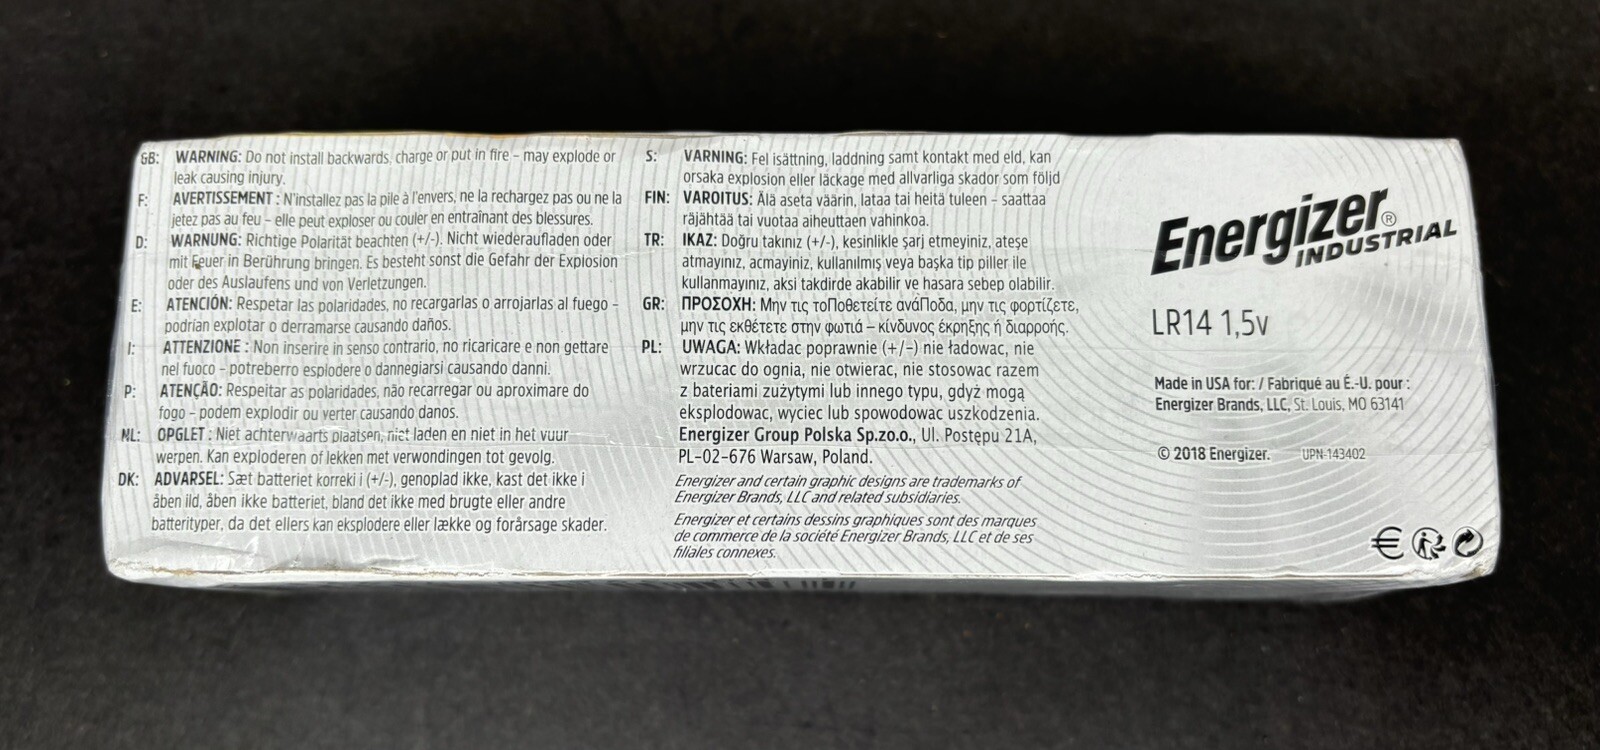 GB: WARNING: Do not install backwards, charge or put in fire – may explode or
leak causing injury.
F: AVERTISSEMENT : N'installez pas la pile à l'envers, ne la rechargez pas ou ne la
jetez pas au feu – elle peut exploser ou couler en entraînant des blessures.
D: WARNUNG: Richtige Polarität beachten (+/-). Nicht wiederaufladen oder
mit Feuer in Berührung bringen. Es besteht sonst die Gefahr der Explosion
oder des Auslaufens und von Verletzungen.
E: ATENCIÓN: Respetar las polaridades, no recargarlas o arrojarlas al fuego –
podrían explotar o derramarse causando daños.
I: ATTENZIONE : Non inserire in senso contrario, no ricaricare e non gettare
nel fuoco – potreberro esplodere o dannegiarsi causando danni.
P: ATENÇÃO: Respeitar as polaridades, não recarregar ou aproximare do
fogo – podem explodir ou verter causando danos.
NL: OPGLET : Niet achterwaarts plaatsen, niet laden en niet in het vuur
werpen. Kan exploderen of lekken met verwondingen tot gevolg.
DK: ADVARSEL: Sæt batteriet korreki i (+/-), genoplad ikke, kast det ikke i
åben ild, åben ikke batteriet, bland det ikke med brugte eller andre
batterityper, da det ellers kan eksplodere eller lække og forårsage skader.
S: VARNING: Fel isättning, laddning samt kontakt med eld, kan
orsaka explosion eller läckage med allvarliga skador som följd
FIN: VAROITUS: Älä aseta väärin, lataa tai heitä tuleen – saattaa
räjähtää tai vuotaa aiheuttaen vahinkoa.
TR: IKAZ: Doğru takınız (+/-), kesinlikle şarj etmeyiniz, ateşe
atmayınız, acmayiniz, kullanılmış veya başka tip piller ile
kullanmayınız, aksi takdirde akabilir ve hasara sebep olabilir.
GR: ΠΡΟΣΟΧΗ: Μην τις τοΠοθετείτε ανάΠοδα, μην τις φορτίζετε,
μην τις εκθέτετε στην φωτιά – κίνδυνος έκρηξης ή διαρροής.
PL: UWAGA: Wkładac poprawnie (+/-) nie ładowac, nie
wrzucac do ognia, nie otwierac, nie stosowac razem
z bateriami zużytymi lub innego typu, gdyż mogą
eksplodowac, wyciec lub spowodowac uszkodzenia.
Energizer Group Polska Sp.zo.o., Ul. Postępu 21A,
PL-02-676 Warsaw, Poland.
Energizer and certain graphic designs are trademarks of
Energizer Brands, LLC and related subsidiaries.
Energizer et certains dessins graphiques sont des marques
de commerce de la société Energizer Brands, LLC et de ses
filiales connexes.
Energizer®
INDUSTRIAL
LR14 1,5v
Made in USA for: / Fabriqué au É.-U. pour :
Energizer Brands, LLC, St. Louis, MO 63141
© 2018 Energizer. UPN-143402